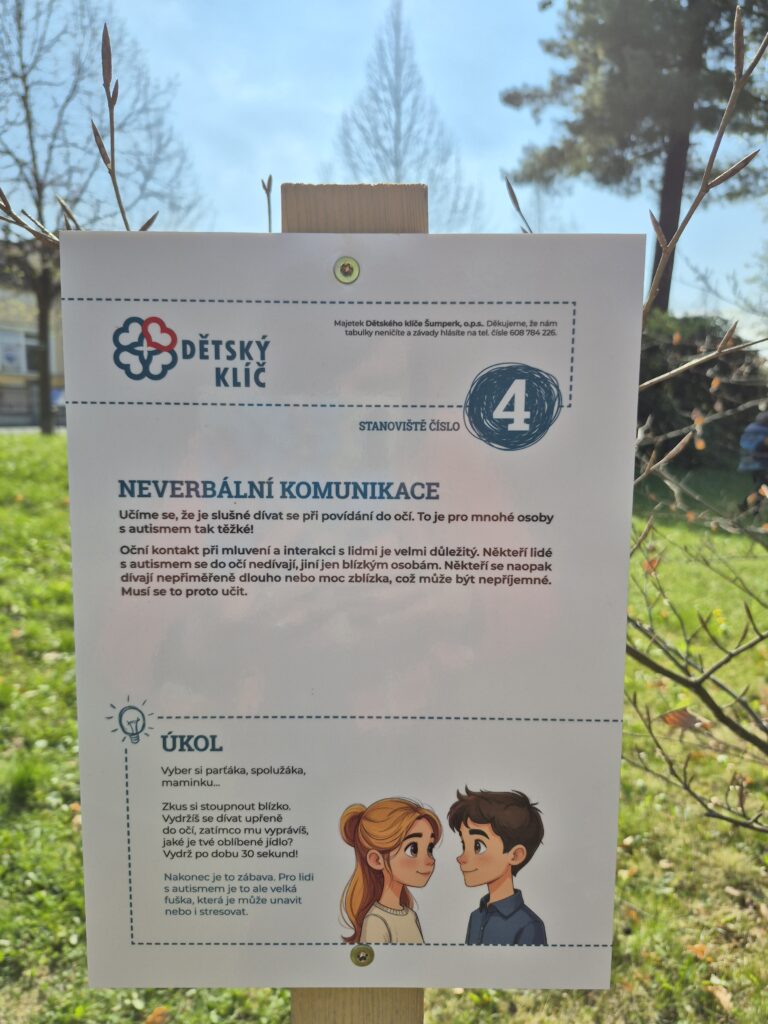 DĚTSKÝ
KLÍČ
Majetek Dětského klíče Šumperk, o.p.s.. Děkujeme, že nám
tabulky neničíte a závady hlásíte na tel. čísle 608 784 226.
STANOVIŠTĚ ČÍSLO 4
NEVERBÁLNÍ KOMUNIKACE
Učíme se, že je slušné dívat se při povídání do očí. To je pro mnohé osoby
s autismem tak těžké!
Oční kontakt při mluvení a interakci s lidmi je velmi důležitý. Někteří lidé
s autismem se do očí nedívají, jiní jen blízkým osobám. Někteří se naopak
dívají nepřiměřeně dlouho nebo moc zblízka, což může být nepříjemné.
Musí se to proto učit.
ÚKOL
Vyber si parťáka, spolužáka,
maminku...
Zkus si stoupnout blízko.
Vydržíš se dívat upřeně
do očí, zatímco mu vyprávíš,
jaké je tvé oblíbené jídlo?
Vydrž po dobu 30 sekund!
Nakonec je to zábava. Pro lidi
s autismem je to ale velká
fuška, která je může unavit
nebo i stresovat.